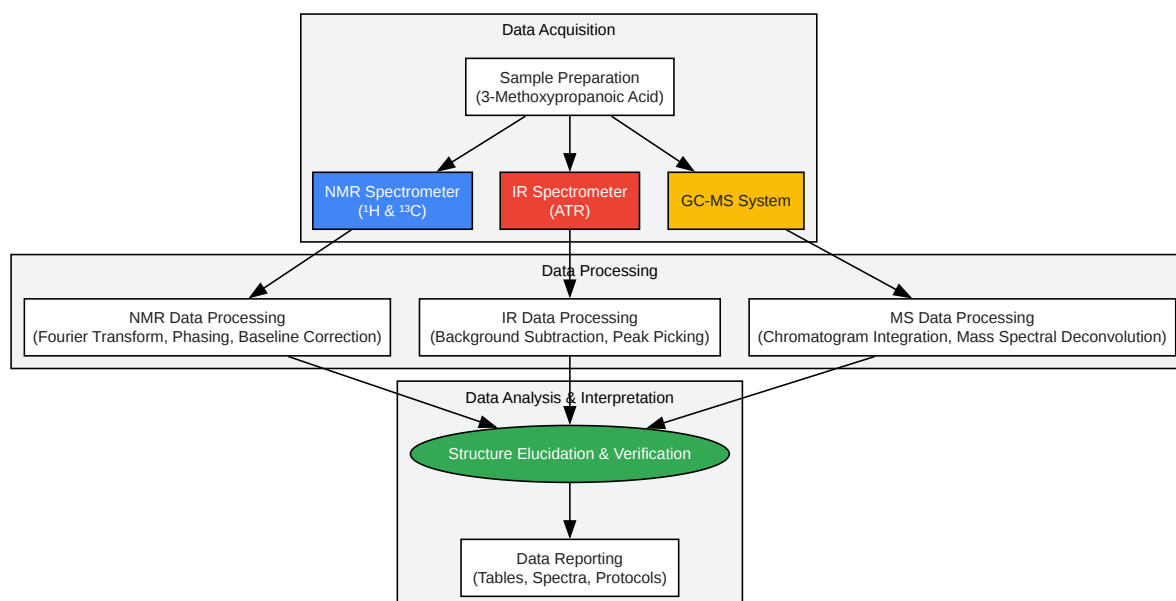 Data Acquisition
Sample Preparation
(3-Methoxypropanoic Acid)
NMR Spectrometer
(¹H & ¹³C)
IR Spectrometer
(ATR)
GC-MS System
Data Processing
NMR Data Processing
(Fourier Transform, Phasing, Baseline Correction)
IR Data Processing
(Background Subtraction, Peak Picking)
MS Data Processing
(Chromatogram Integration, Mass Spectral Deconvolution)
Data Analysis & Interpretation
Structure Elucidation & Verification
Data Reporting
(Tables, Spectra, Protocols)